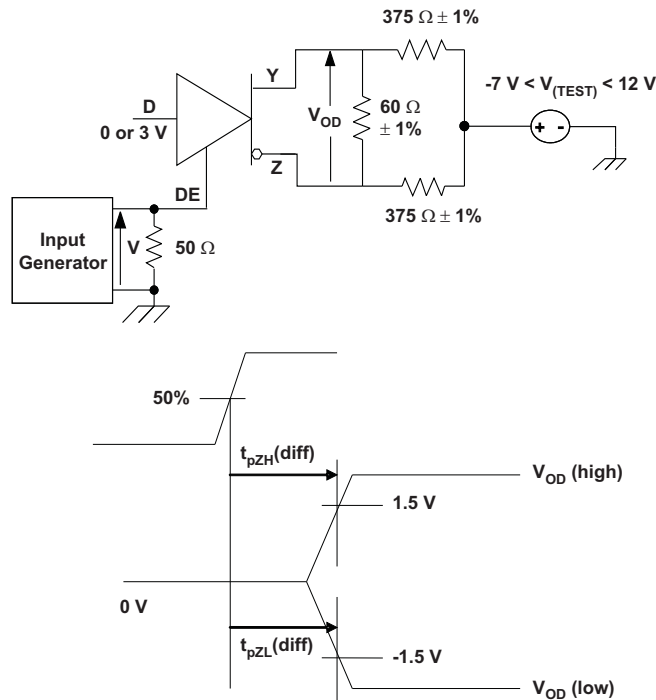 375 Ω ± 1%
Y
-7 V < V(TEST) < 12 V
D
0 or 3 V
VOD
60 Ω
± 1%
+ -
Z
DE
375 Ω ± 1%
Input
Generator
V
50 Ω
50%
tpZH(diff)
VOD (high)
1.5 V
0 V
tpZL(diff)
-1.5 V
VOD (low)